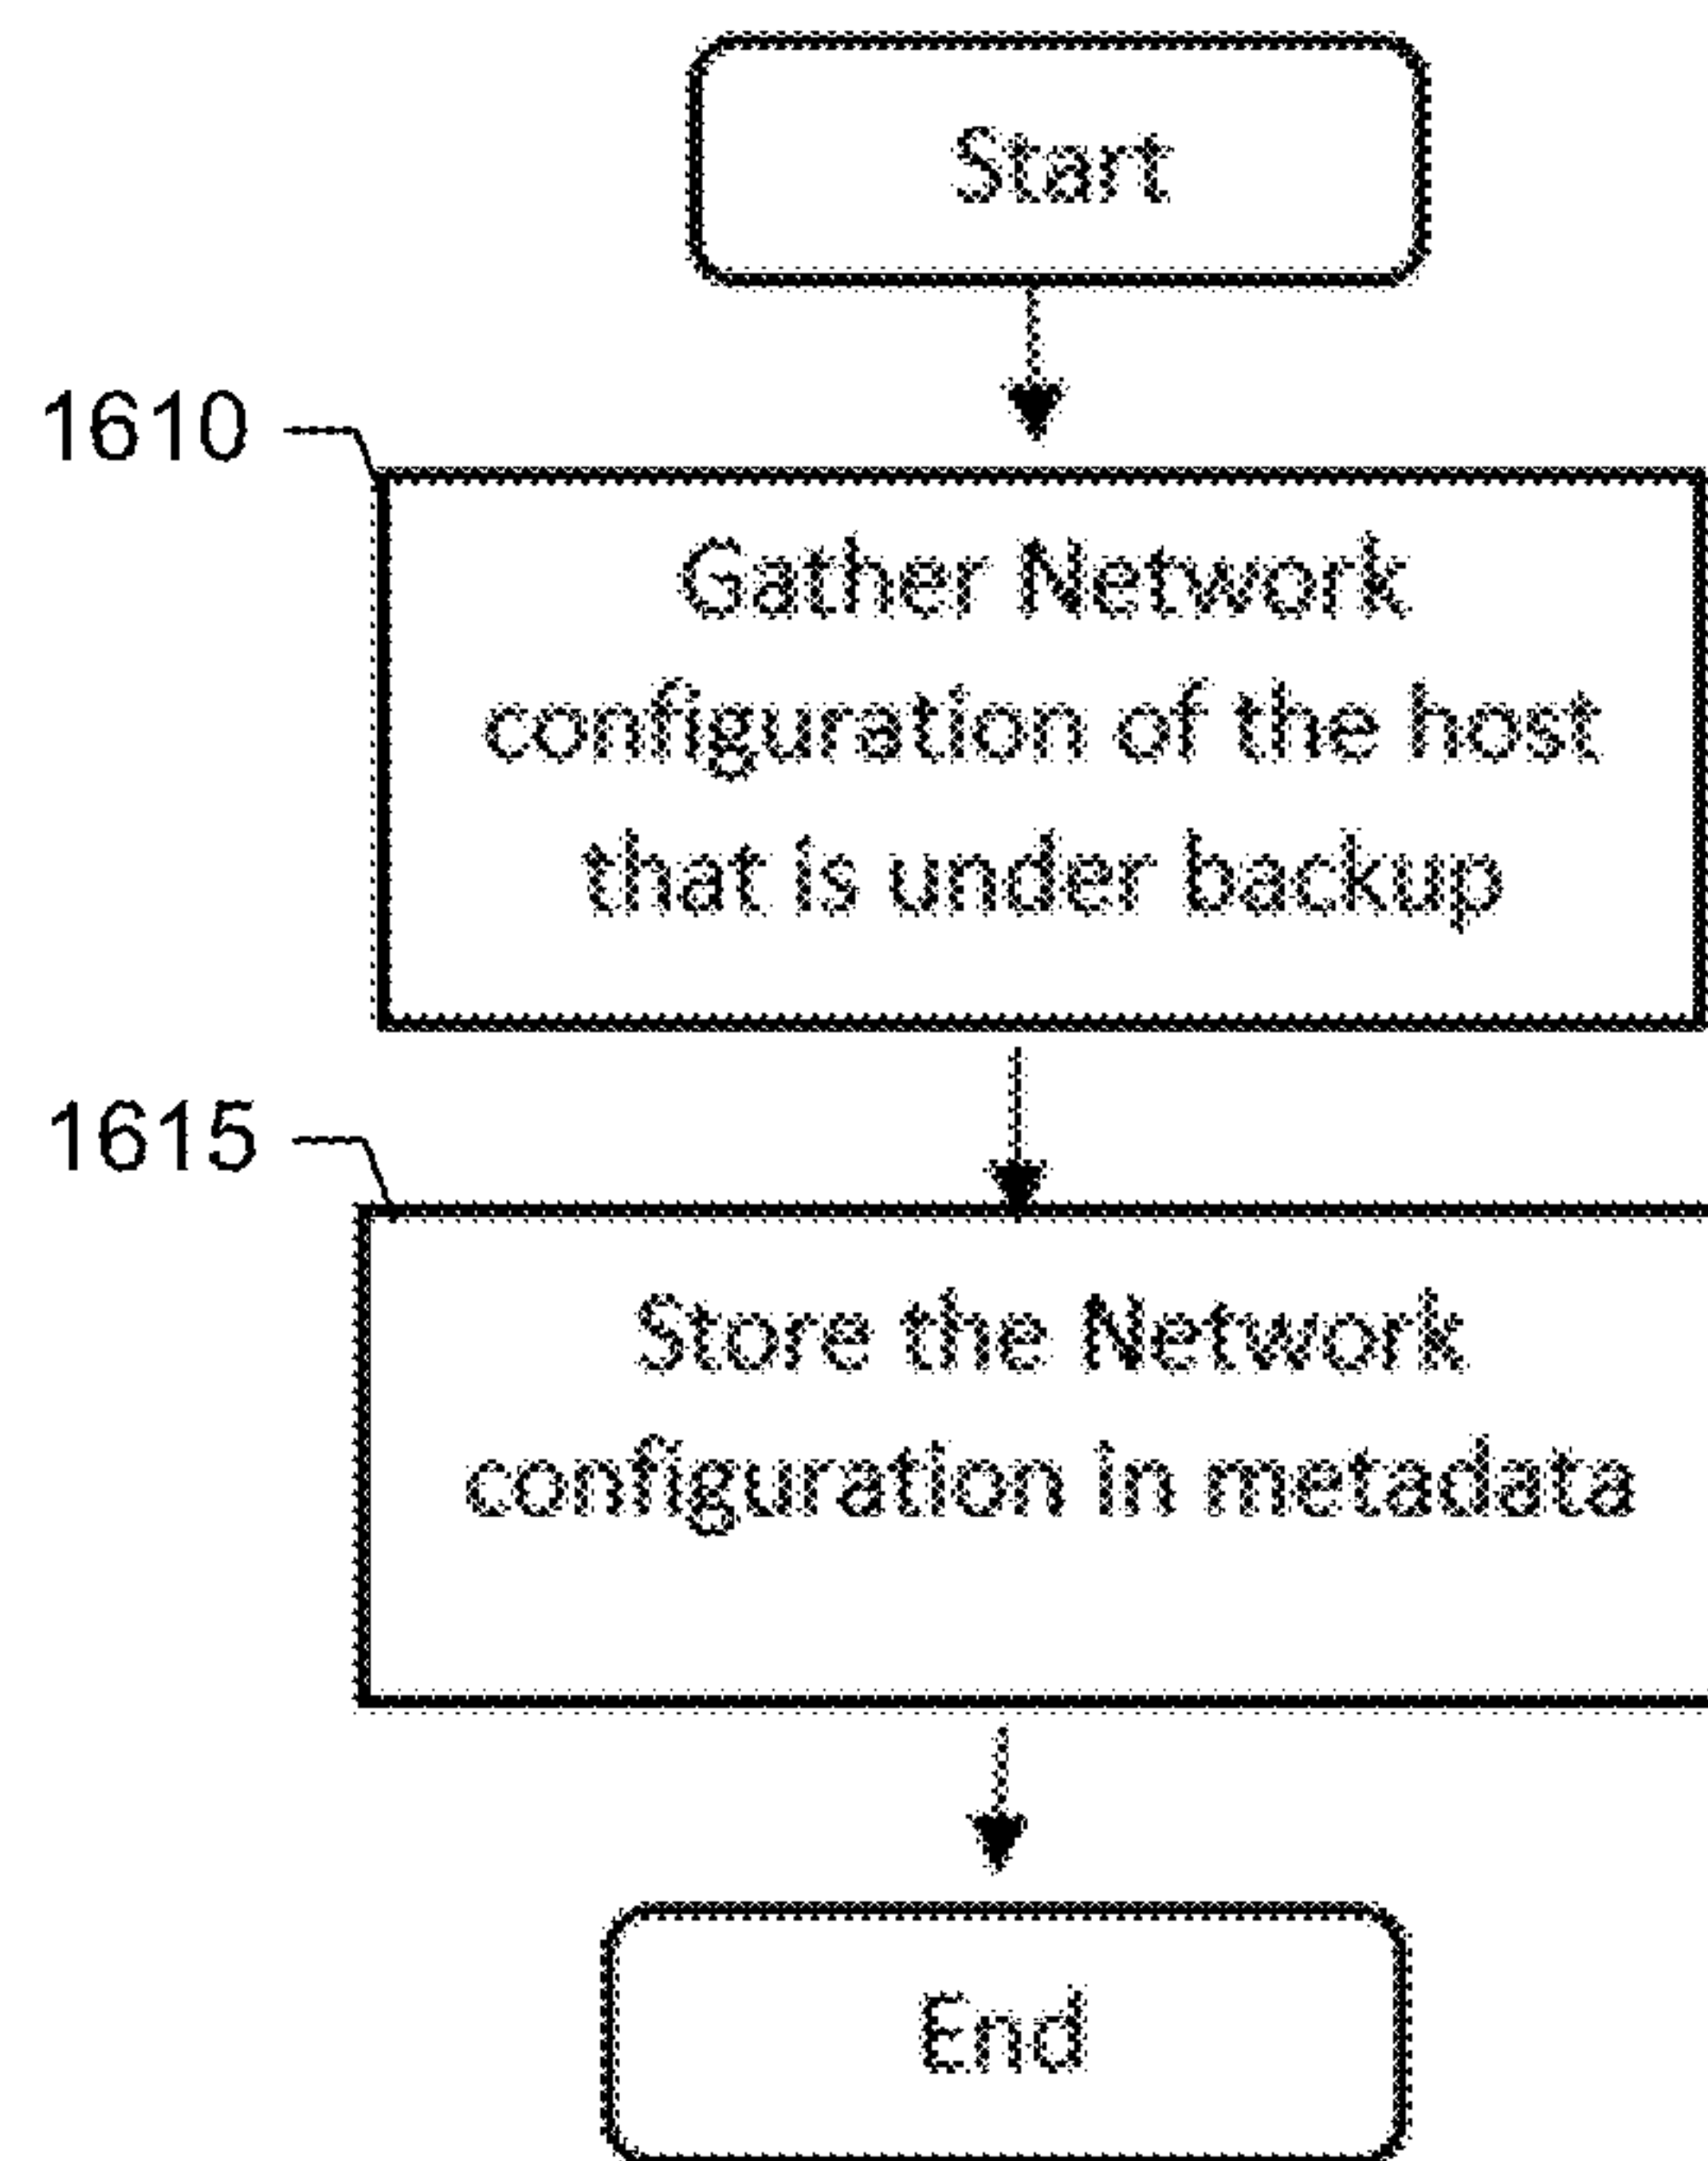 Start
1610
Gather Network
configuration of the host
that is under backup
1615
Store the Network
configuration in metadata
End